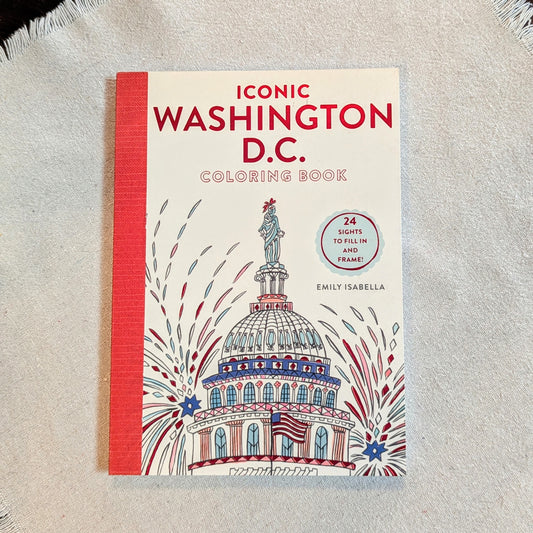 ICONIC
WASHINGTON
D.C.
COLORING BOOK
24
SIGHTS
TO FILL IN
AND
FRAME!
EMILY ISABELLA